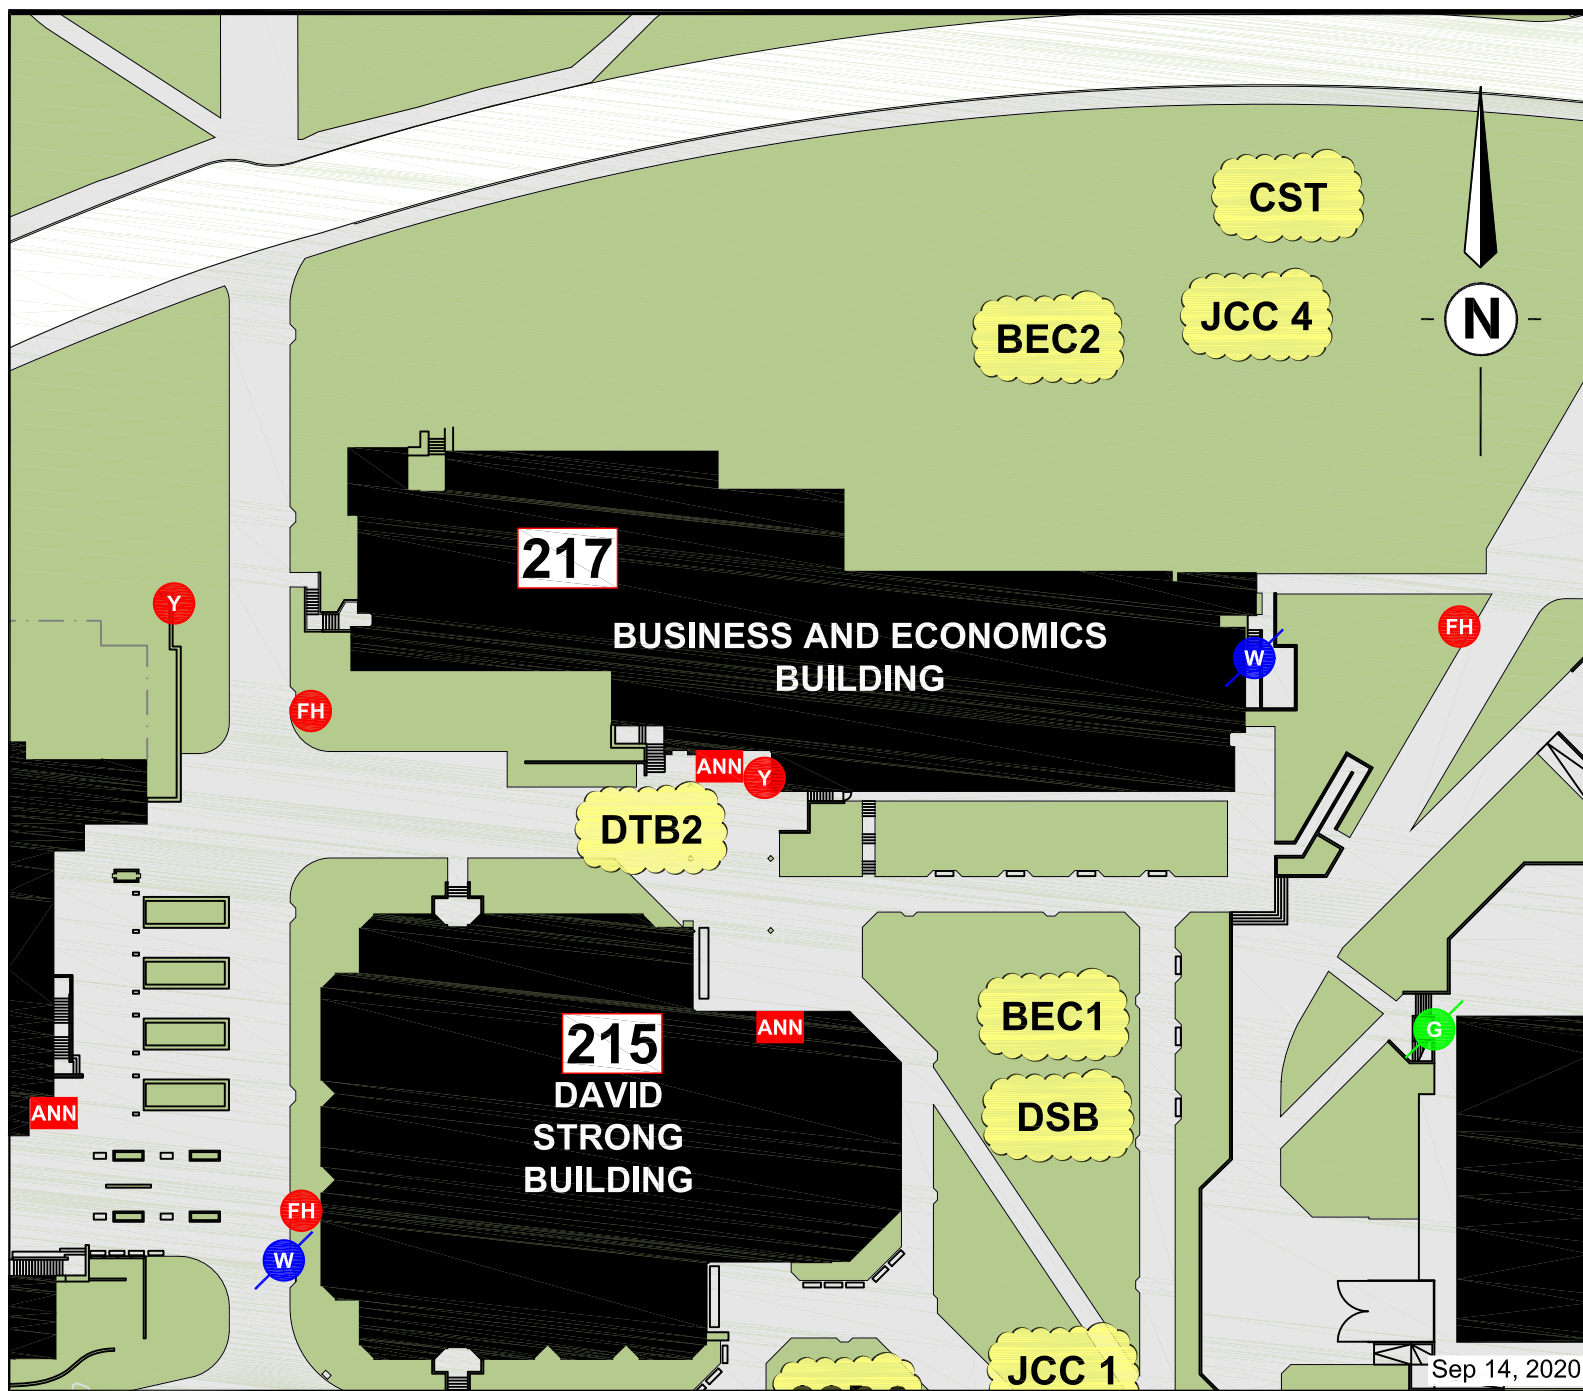 CST
JCC 4
BEC2
N
217
Y
BUSINESS AND ECONOMICS
BUILDING
FH
W
FH
ANN
Y
DTB2
BEC1
215
ANN
G
DAVID
STRONG
BUILDING
DSB
ANN
FH
W
JCC 1
Sep 14, 2020